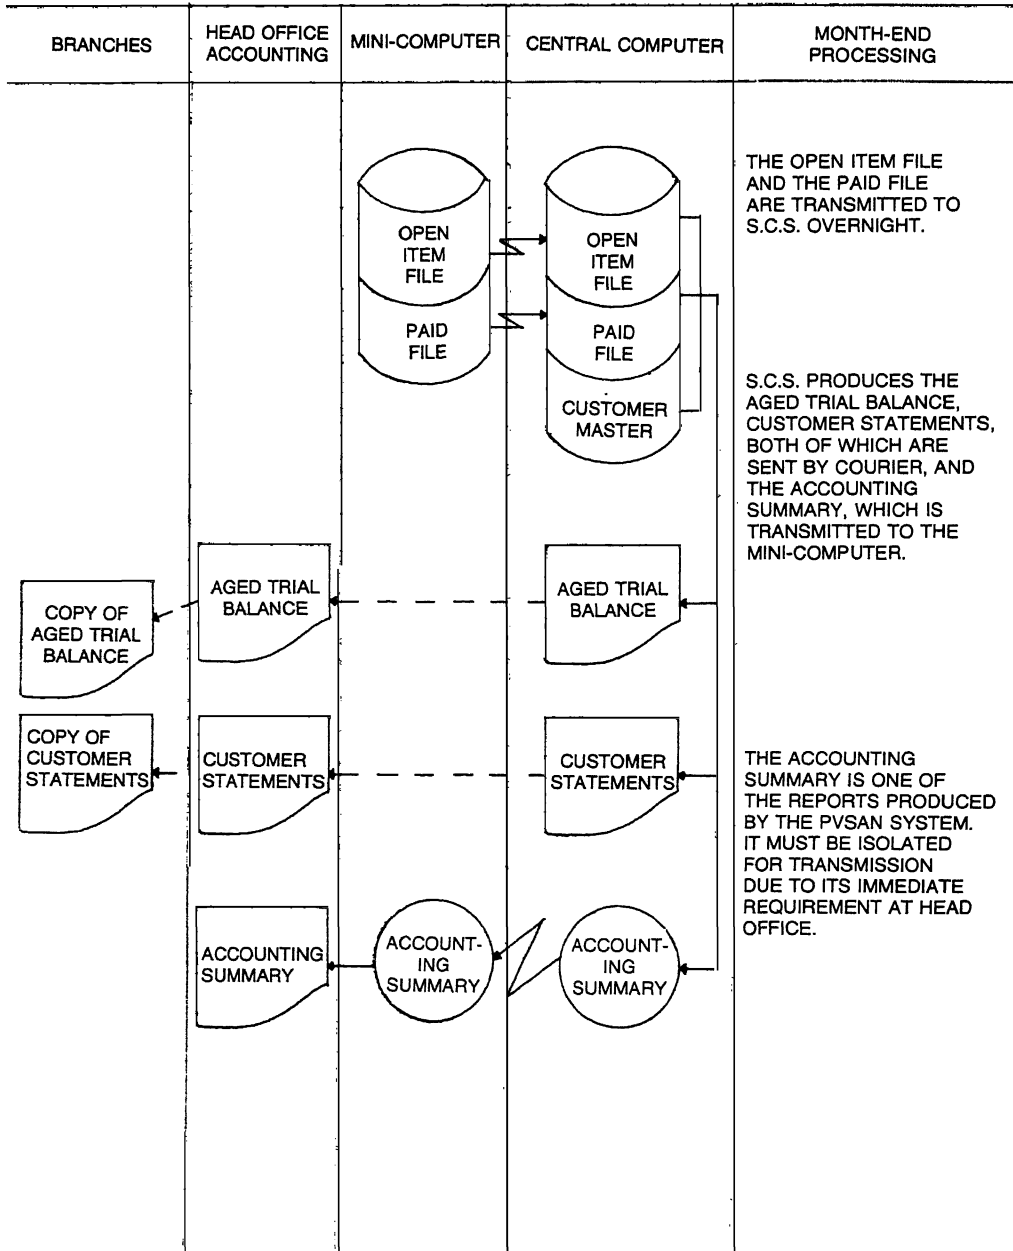 BRANCHES
HEAD OFFICE
ACCOUNTING
MINI-COMPUTER
CENTRAL COMPUTER
MONTH-END
PROCESSING
OPEN
ITEM
FILE
PAID
FILE
OPEN
ITEM
FILE
PAID
FILE
CUSTOMER
MASTER
THE OPEN ITEM FILE
AND THE PAID FILE
ARE TRANSMITTED TO
S.C.S. OVERNIGHT.
S.C.S. PRODUCES THE
AGED TRIAL BALANCE,
CUSTOMER STATEMENTS,
BOTH OF WHICH ARE
SENT BY COURIER, AND
THE ACCOUNTING
SUMMARY, WHICH IS
TRANSMITTED TO THE
MINI-COMPUTER.
COPY OF
AGED TRIAL
BALANCE
AGED TRIAL
BALANCE
AGED TRIAL
BALANCE
COPY OF
CUSTOMER
STATEMENTS
CUSTOMER
STATEMENTS
CUSTOMER
STATEMENTS
THE ACCOUNTING
SUMMARY IS ONE OF
THE REPORTS PRODUCED
BY THE PVSAN SYSTEM.
IT MUST BE ISOLATED
FOR TRANSMISSION
DUE TO ITS IMMEDIATE
REQUIREMENT AT HEAD
OFFICE.
ACCOUNTING
SUMMARY
ACCOUNT-
ING
SUMMARY
ACCOUNT-
ING
SUMMARY